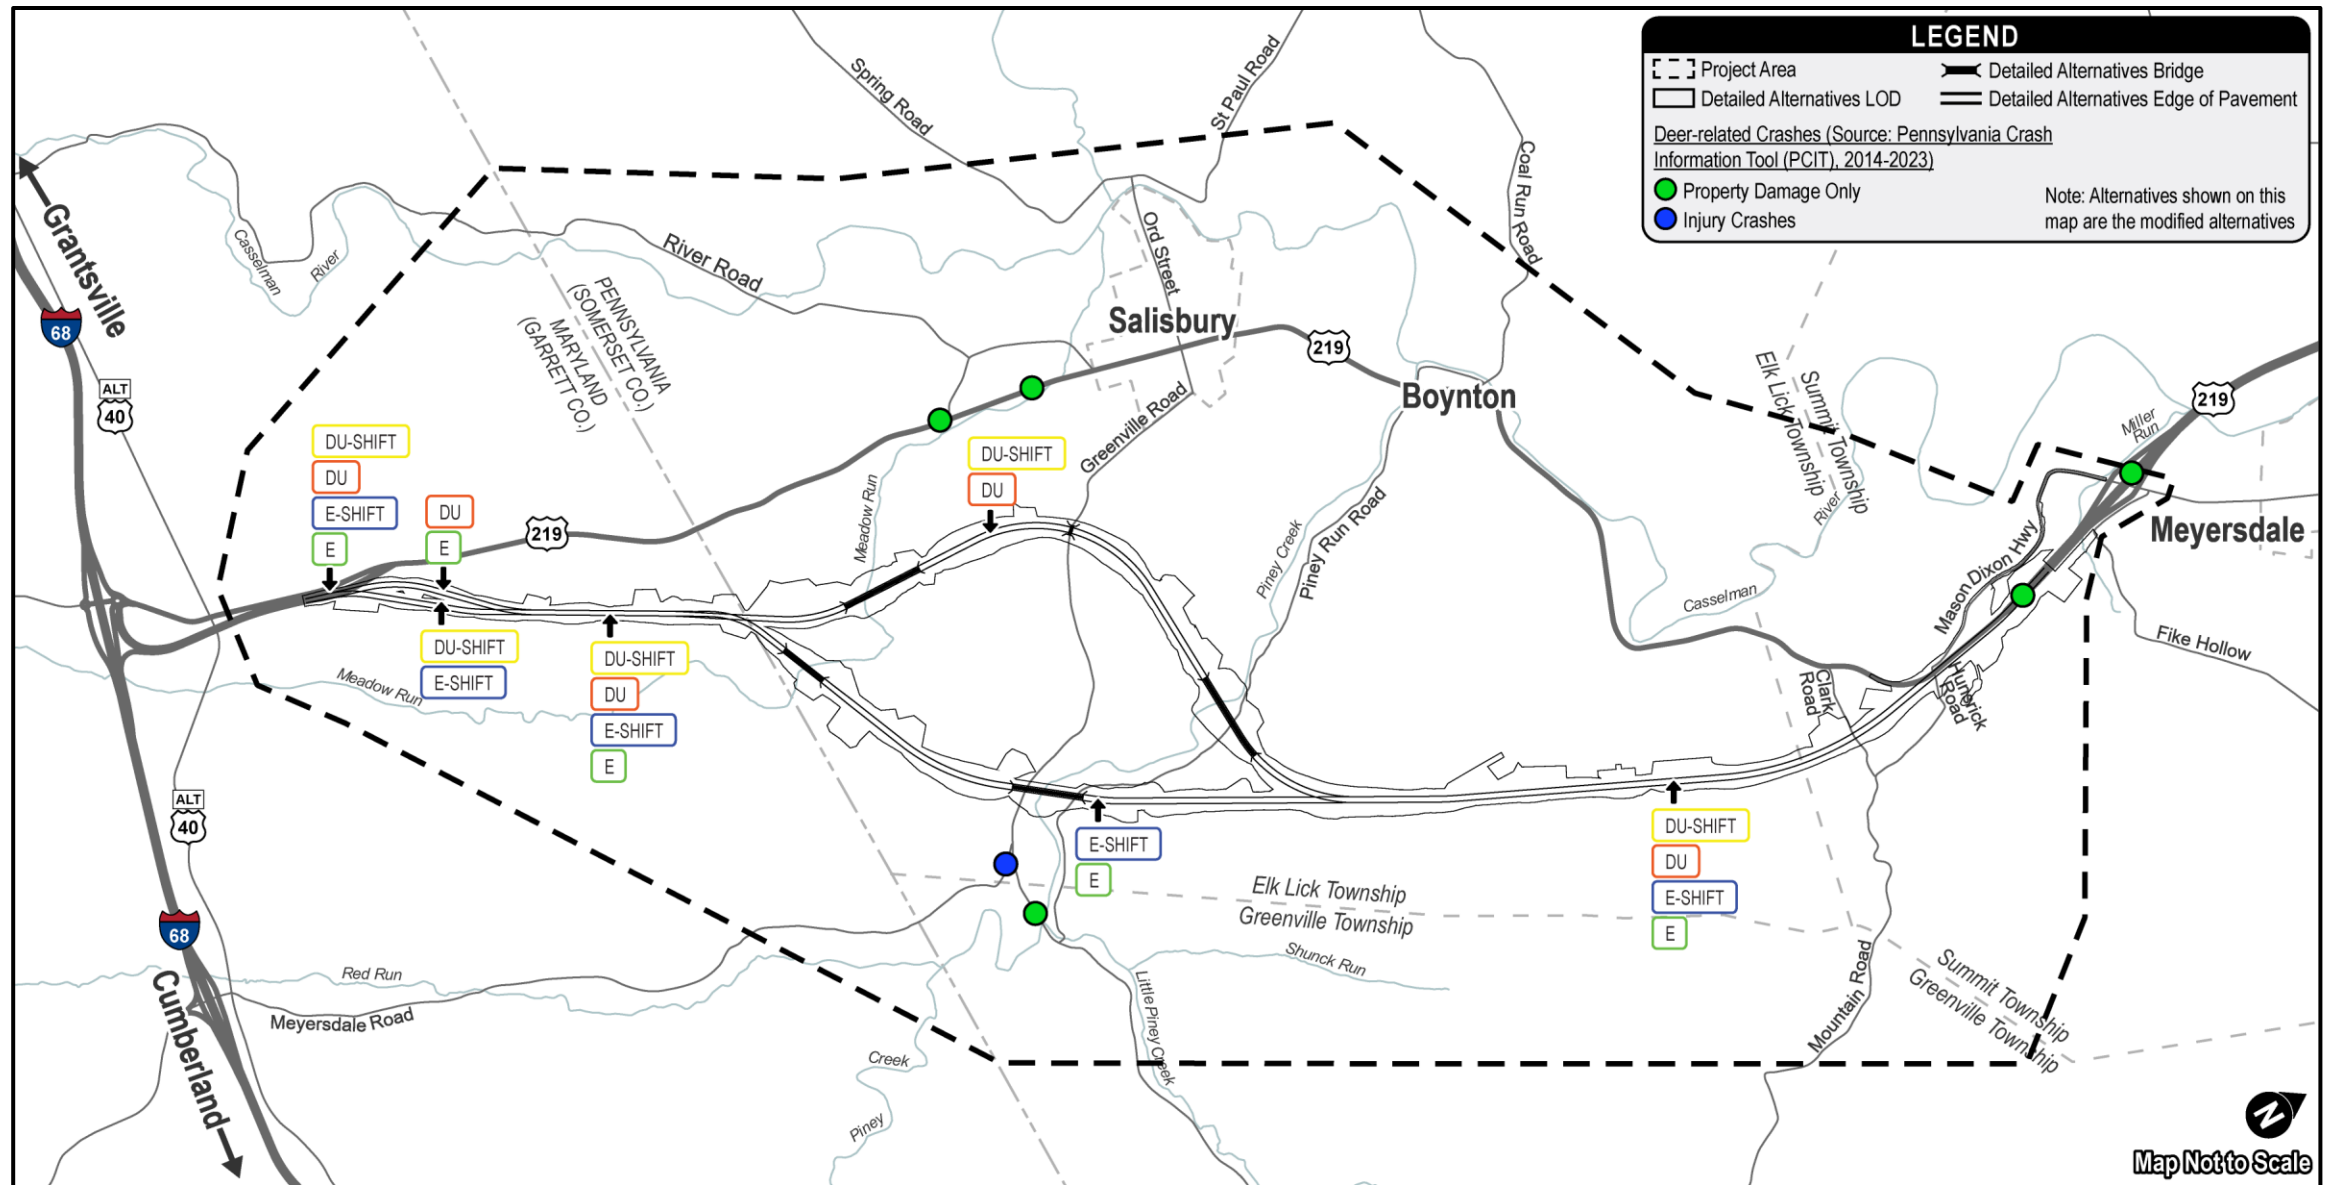 LEGEND
Project Area
Detailed Alternatives Bridge
Detailed Alternatives LOD
Detailed Alternatives Edge of Pavement
Deer-related Crashes (Source: Pennsylvania Crash
Information Tool (PCIT), 2014-2023)
Property Damage Only
Injury Crashes
Note: Alternatives shown on this
map are the modified alternatives
Spring Road
St Paul Road
Coal Run Road
Grantsville
68
ALT
40
Casselman
River
River Road
PENNSYLVANIA
(SOMERSET CO.)
MARYLAND
(GARRETT CO.)
Ord Street
Salisbury
219
Boynton
Greenville Road
Elk Lick Township
Summit Township
River
Miller
Run
219
Meyersdale
Mason Dixon Hwy
Fike Hollow
DU-SHIFT
DU
E-SHIFT
E
DU
E
219
Meadow Run
DU-SHIFT
DU
Piney Creek
Piney Run Road
Casselman
Clark
Road
Hunsrick
Road
DU-SHIFT
E-SHIFT
Meadow Run
DU-SHIFT
DU
E-SHIFT
E
ALT
40
E-SHIFT
E
DU-SHIFT
DU
E-SHIFT
E
Elk Lick Township
Greenville Township
Shunck Run
68
Cumberland
Red Run
Meyersdale Road
Creek
Piney
Little Piney Creek
Mountain Road
Summit Township
Greenville Township
N
Map Not to Scale